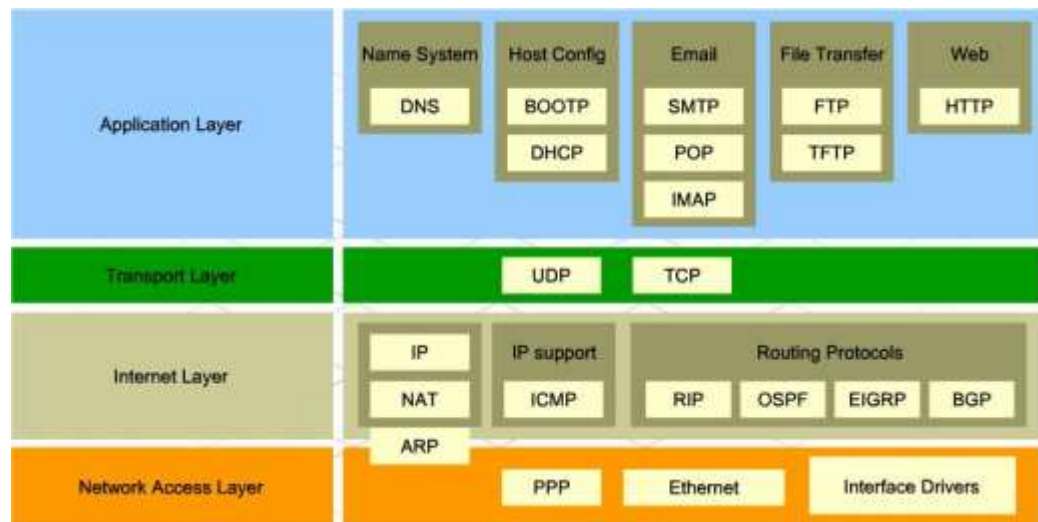 Application Layer
Name System
Host Config
Email
File Transfer
Web
DNS
BOOTP
SMTP
FTP
HTTP
DHCP
POP
TFTP
IMAP
Transport Layer
UDP
TCP
Internet Layer
IP
IP support
Routing Protocols
NAT
ICMP
RIP
OSPF
EIGRP
BGP
ARP
Network Access Layer
PPP
Ethernet
Interface Drivers